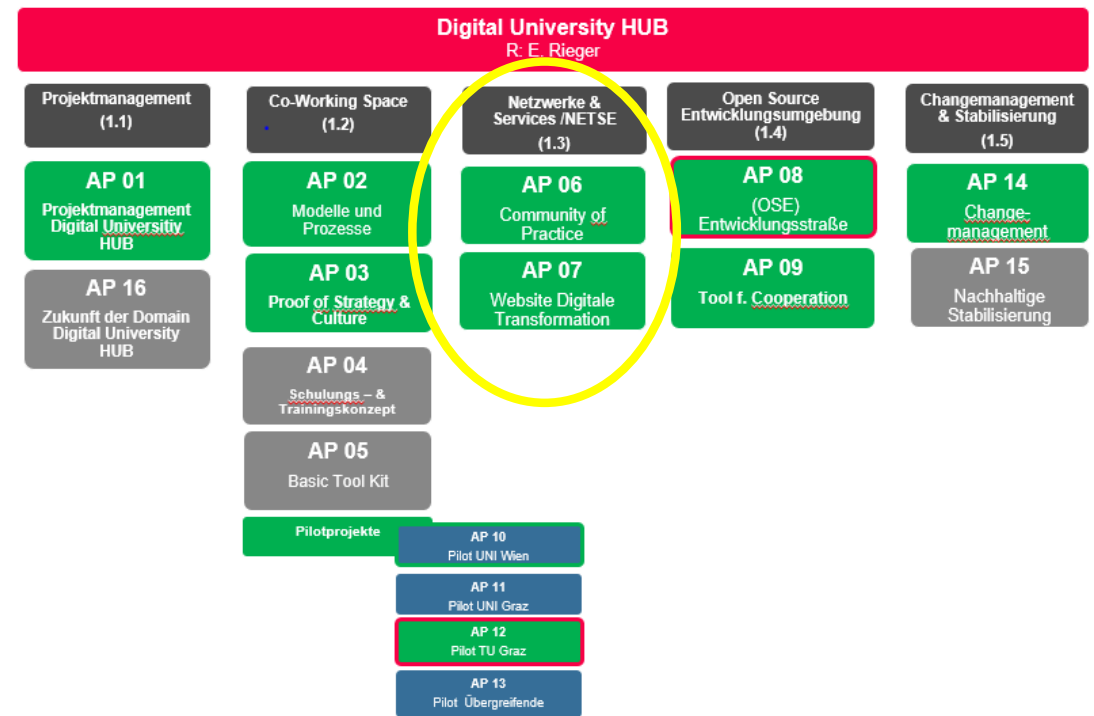 Digital University HUB
R: E. Rieger
Projektmanagement
(1.1)
AP 01
Projektmanagement
Digital Universitiy
HUB
AP 16
Zukunft der Domain
Digital University
HUB
Co-Working Space
(1.2)
AP 02
Modelle und
Prozesse
AP 03
Proof of Strategy &
Culture
AP 04
Schulungs – &
Trainingskonzept
AP 05
Basic Tool Kit
Pilotprojekte
AP 10
Pilot UNI Wien
AP 11
Pilot UNI Graz
AP 12
Pilot TU Graz
AP 13
Pilot Übergreifende
Netzwerke &
Services /NETSE
(1.3)
AP 06
Community of
Practice
AP 07
Website Digitale
Transformation
Open Source
Entwicklungsumgebung
(1.4)
AP 08
(OSE)
Entwicklungsstraße
AP 09
Tool f. Cooperation
Changemanagement
& Stabilisierung
(1.5)
AP 14
Change-
management
AP 15
Nachhaltige
Stabilisierung